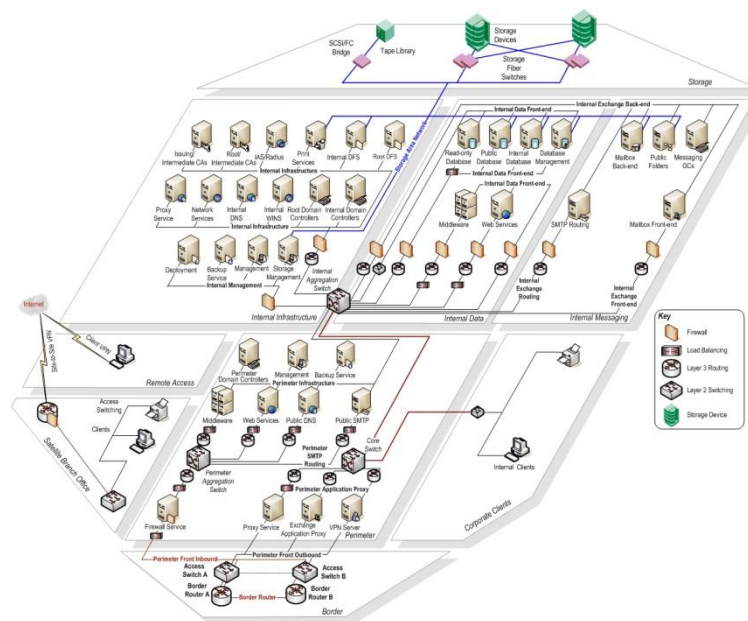 SCSI/FC
Bridge
Tape Library
Storage
Devices
Storage
Fiber
Switches
Storage
Issuing
Intermediate CAs
Root
Intermediate CAs
IAS/Radius
Print
Services
Internal DFS
Root DFS
Internal Infrastructure
Storage Area Network
Proxy
Service
Network
Services
Internal
DNS
Internal
WINS
Root Domain
Controllers
Internal Domain
Controllers
Internal Infrastructure
Deployment
Backup
Service
Management
Storage
Management
Internal Management
Internal
Aggregation
Switch
Internal Infrastructure
Internal Data Front-end
Read-only
Database
Public
Database
Internal
Database
Database
Management
Internal Data Front-end
Internal Data Front-end
Middleware
Web Services
Internal Data
Internal Exchange Back-end
Mailbox
Back-end
Public
Folders
Messaging
GCs
SMTP Routing
Mailbox Front-end
Internal
Exchange
Routing
Internal
Exchange
Front-end
Internal Messaging
Internet
Client VPN
Site-to-Site VPN
Remote Access
Access
Switching
Clients
Satellite Branch Office
Perimeter
Domain Controllers
Management
Backup Service
Perimeter Infrastructure
Middleware
Web Services
Public DNS
Public SMTP
Perimeter
SMTP
Routing
Core
Switch
Perimeter
Aggregation
Switch
Perimeter Application Proxy
Firewall Service
Proxy Service
Exchange
Application Proxy
VPN Server
Perimeter
Perimeter Front Outbound
Perimeter Front Inbound
Access
Switch A
Access
Switch B
Border
Router A
Border Router
Border
Router B
Border
Internal Clients
Corporate Clients
Key
Firewall
Load Balancing
Layer 3 Routing
Layer 2 Switching
Storage Device